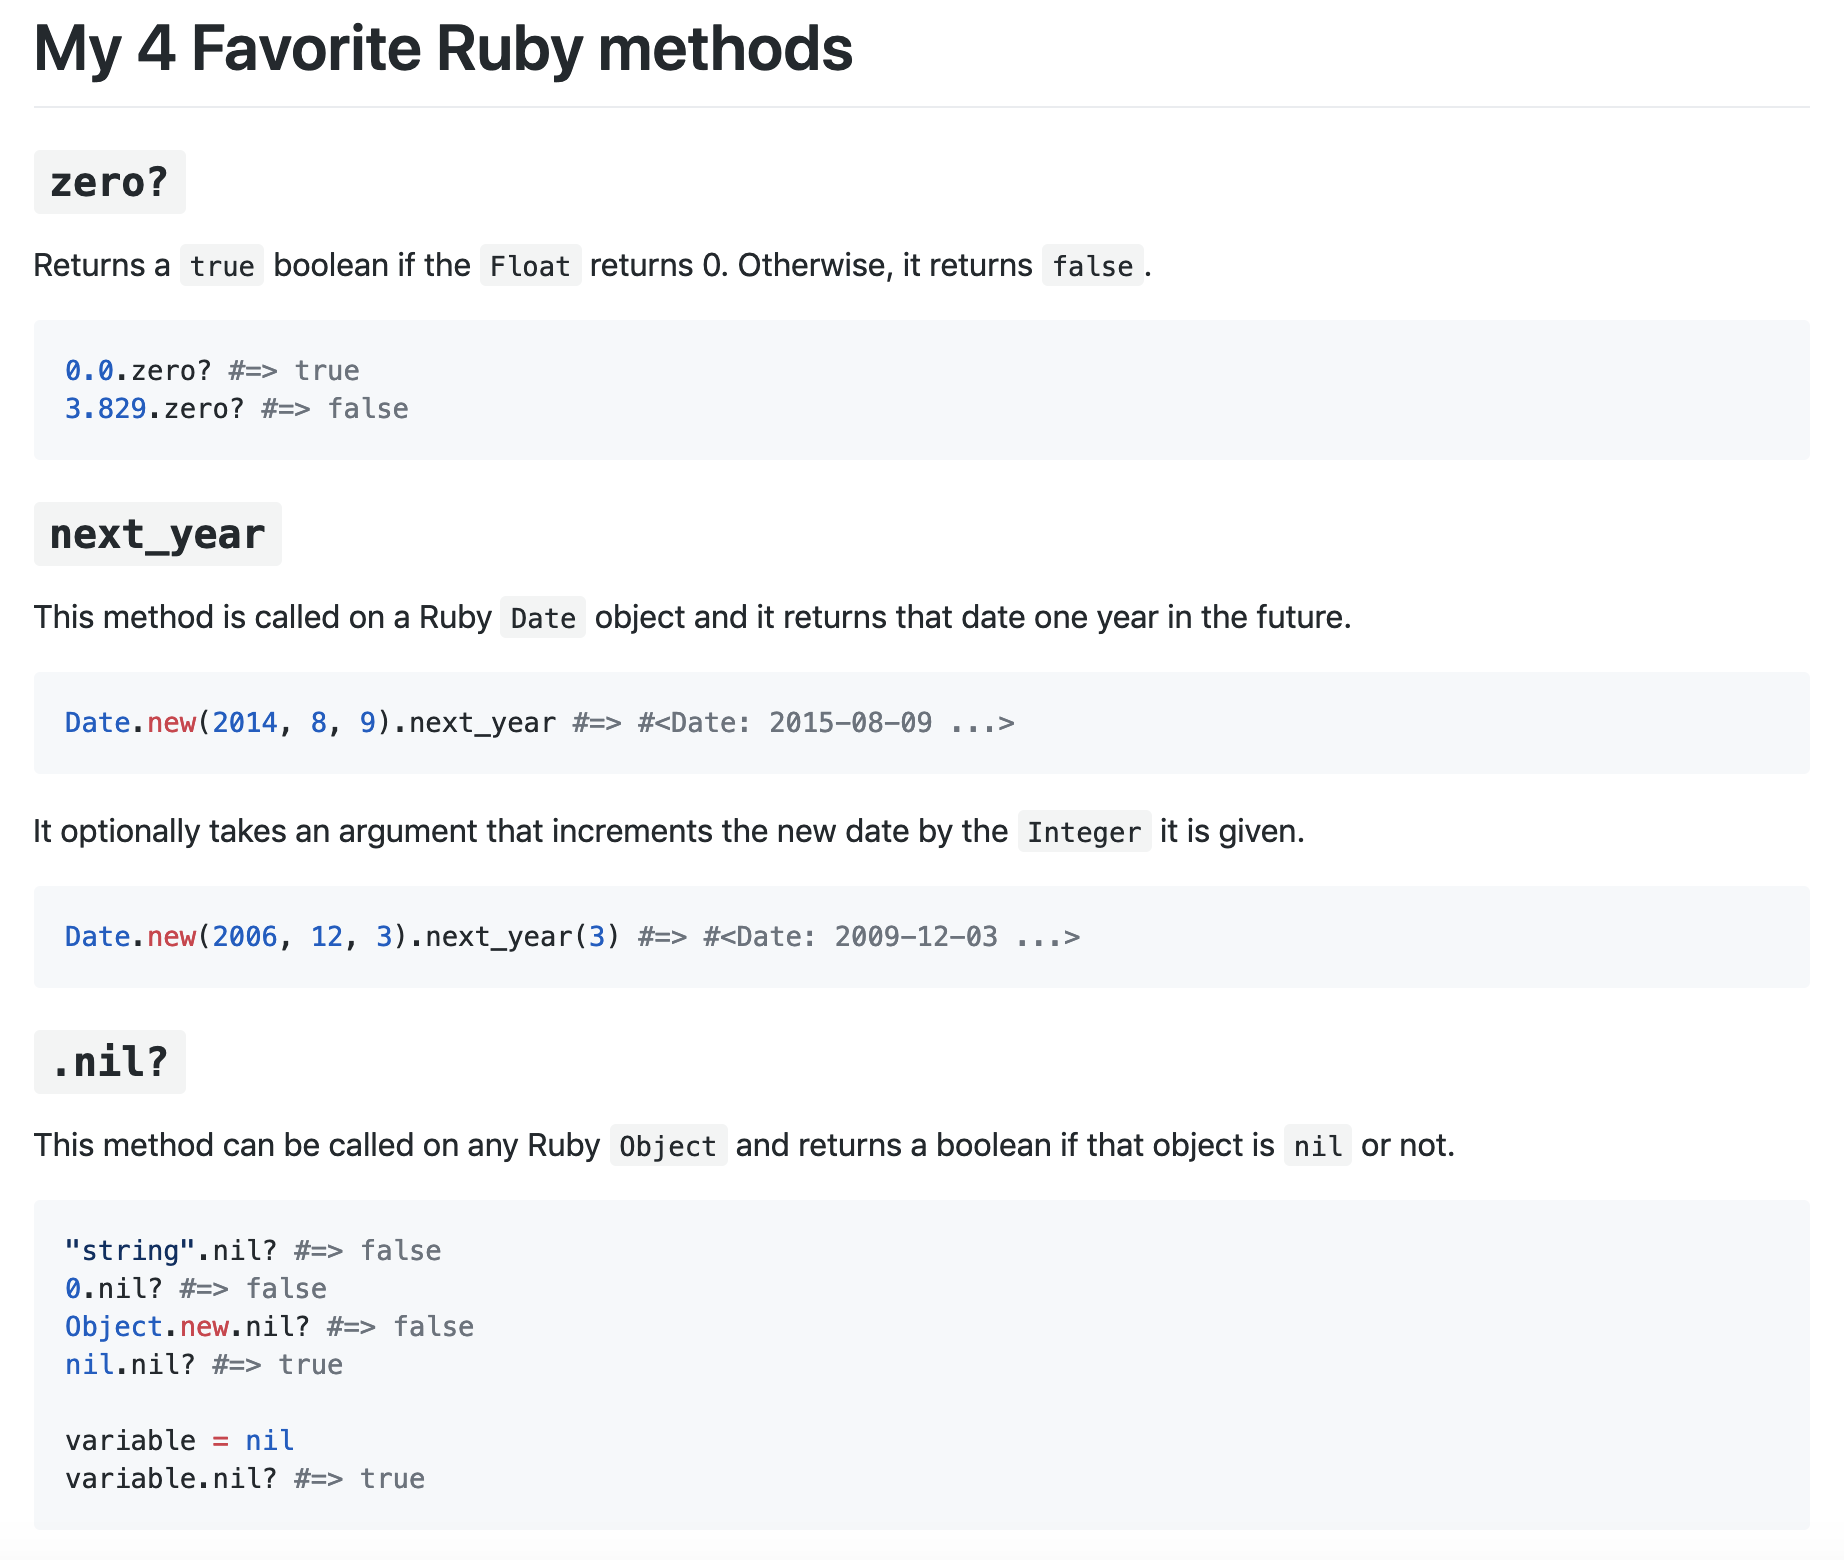 My 4 Favorite Ruby methods
zero?
Returns a true boolean if the Float returns 0. Otherwise, it returns false.
0.0.zero? #=> true
3.829.zero? #=> false
next_year
This method is called on a Ruby Date object and it returns that date one year in the future.
Date.new(2014, 8, 9).next_year #=> #<Date: 2015-08-09 ...>
It optionally takes an argument that increments the new date by the Integer it is given.
Date.new(2006, 12, 3).next_year(3) #=> #<Date: 2009-12-03 ...>
.nil?
This method can be called on any Ruby Object and returns a boolean if that object is nil or not.
"string".nil? #=> false
0.nil? #=> false
Object.new.nil? #=> false
nil.nil? #=> true
variable = nil
variable.nil? #=> true